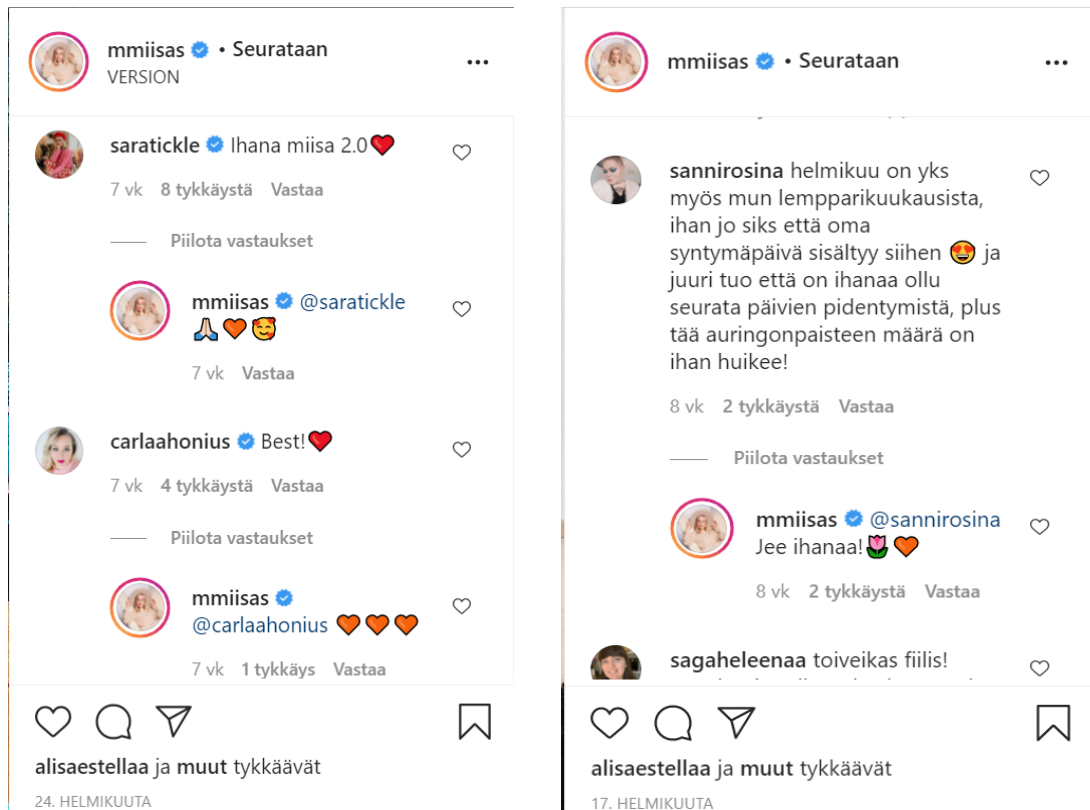 mmiisas • Seurataan
VERSION
saratickle Ihana miisa 2.0❤️
7 vk 8 tykkäystä Vastaa
Piilota vastaukset
mmiisas @saratickle
🙏🏻🧡🥰
7 vk Vastaa
carlaahonius Best!❤️
7 vk 4 tykkäystä Vastaa
Piilota vastaukset
mmiisas
@carlaahonius 🧡🧡🧡
7 vk 1 tykkäys Vastaa
alisaestellaa ja muut tykkäävät
24. HELMIKUUTA
mmiisas • Seurataan
sannirosina helmikuu on yks
myös mun lempparikuukausista,
ihan jo siks että oma
syntymäpäivä sisältyy siihen 😍 ja
juuri tuo että on ihanaa ollu
seurata päivien pidentymistä, plus
tää auringonpaisteen määrä on
ihan huikee!
8 vk 2 tykkäystä Vastaa
Piilota vastaukset
mmiisas @sannirosina
Jee ihanaa!🌷🧡
8 vk 2 tykkäystä Vastaa
sagaheleenaa toiveikas fiilis!
alisaestellaa ja muut tykkäävät
17. HELMIKUUTA